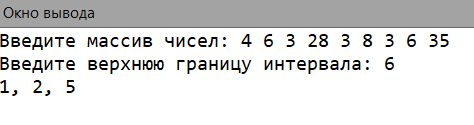 Окно вывода
Введите массив чисел: 4 6 3 28 3 8 3 6 35
Введите верхнюю границу интервала: 6
1, 2, 5